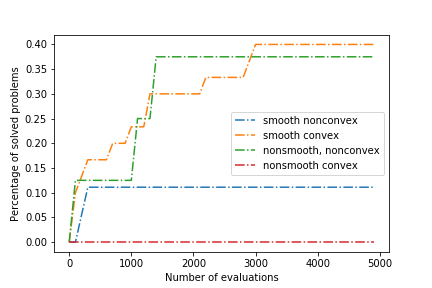 0.40
0.35
0.30
0.25
0.20
0.15
0.10
0.05
0.00
Percentage of solved problems
smooth nonconvex
smooth convex
nonsmooth, nonconvex
nonsmooth convex
0 1000 2000 3000 4000 5000
Number of evaluations